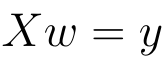 Xw = y